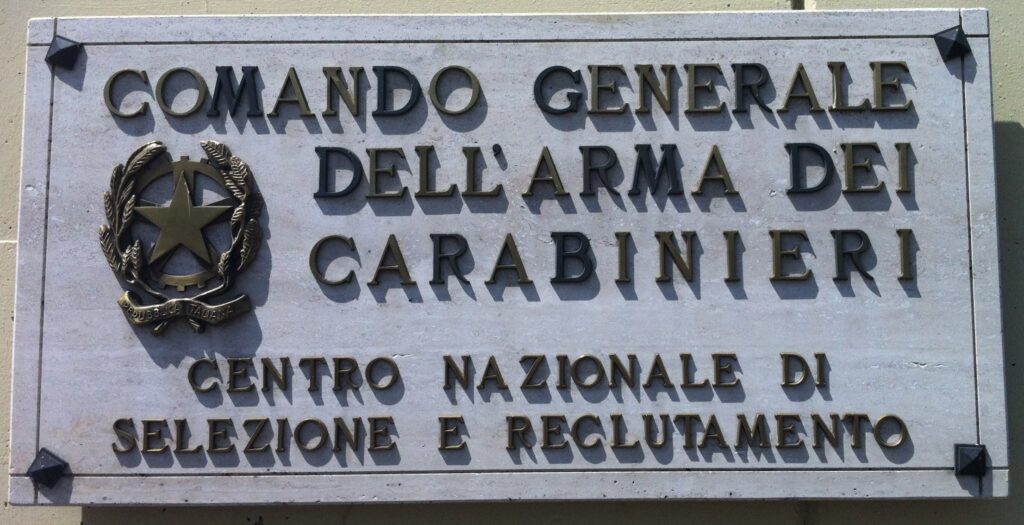 COMANDO GENERALE
DELL'ARMA DEI
CARABINIERI
REPUBBLICA ITALIANA
CENTRO NAZIONALE DI
SELEZIONE E RECLUTAMENTO